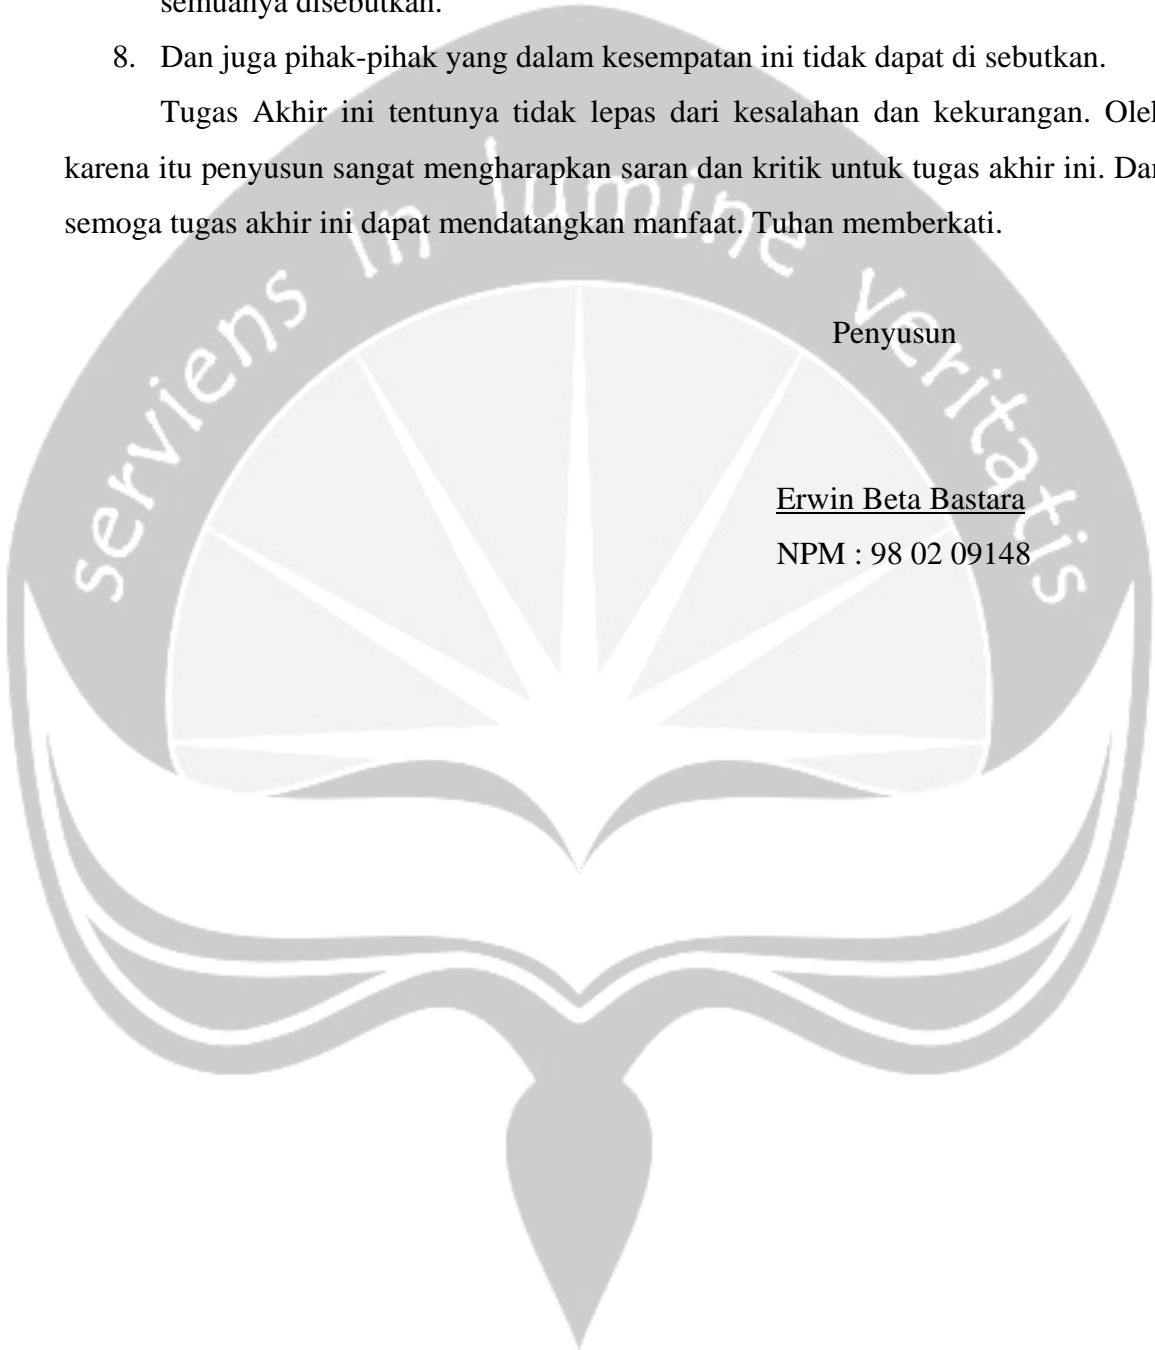 semuanya disebutkan.
8. Dan juga pihak-pihak yang dalam kesempatan ini tidak dapat di sebutkan.
Tugas Akhir ini tentunya tidak lepas dari kesalahan dan kekurangan. Oleh
karena itu penyusun sangat mengharapkan saran dan kritik untuk tugas akhir ini. Dan
semoga tugas akhir ini dapat mendatangkan manfaat. Tuhan memberkati.
serviens in lumine veritatis
Penyusun
Erwin Beta Bastara
NPM : 98 02 09148